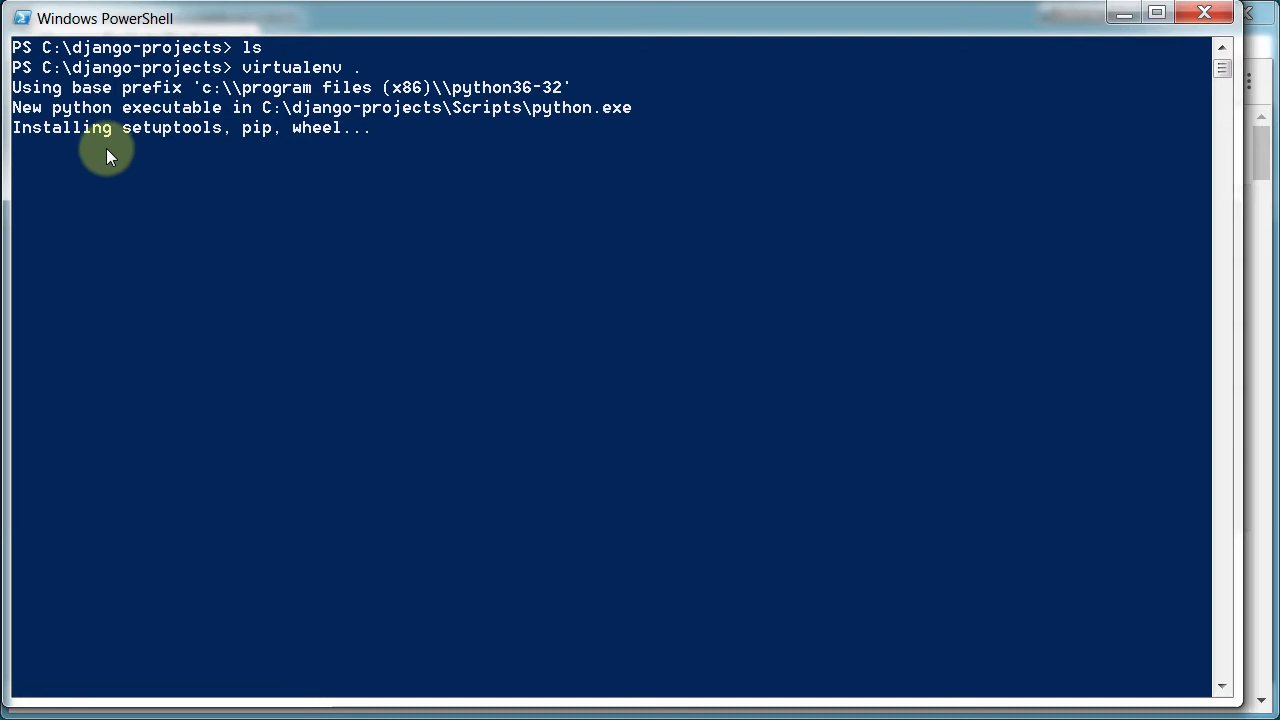 Windows PowerShell
PS C:\django-projects> ls
PS C:\django-projects> virtualenv .
Using base prefix 'c:\\program files (x86)\\python36-32'
New python executable in C:\django-projects\Scripts\python.exe
Installing setuptools, pip, wheel...